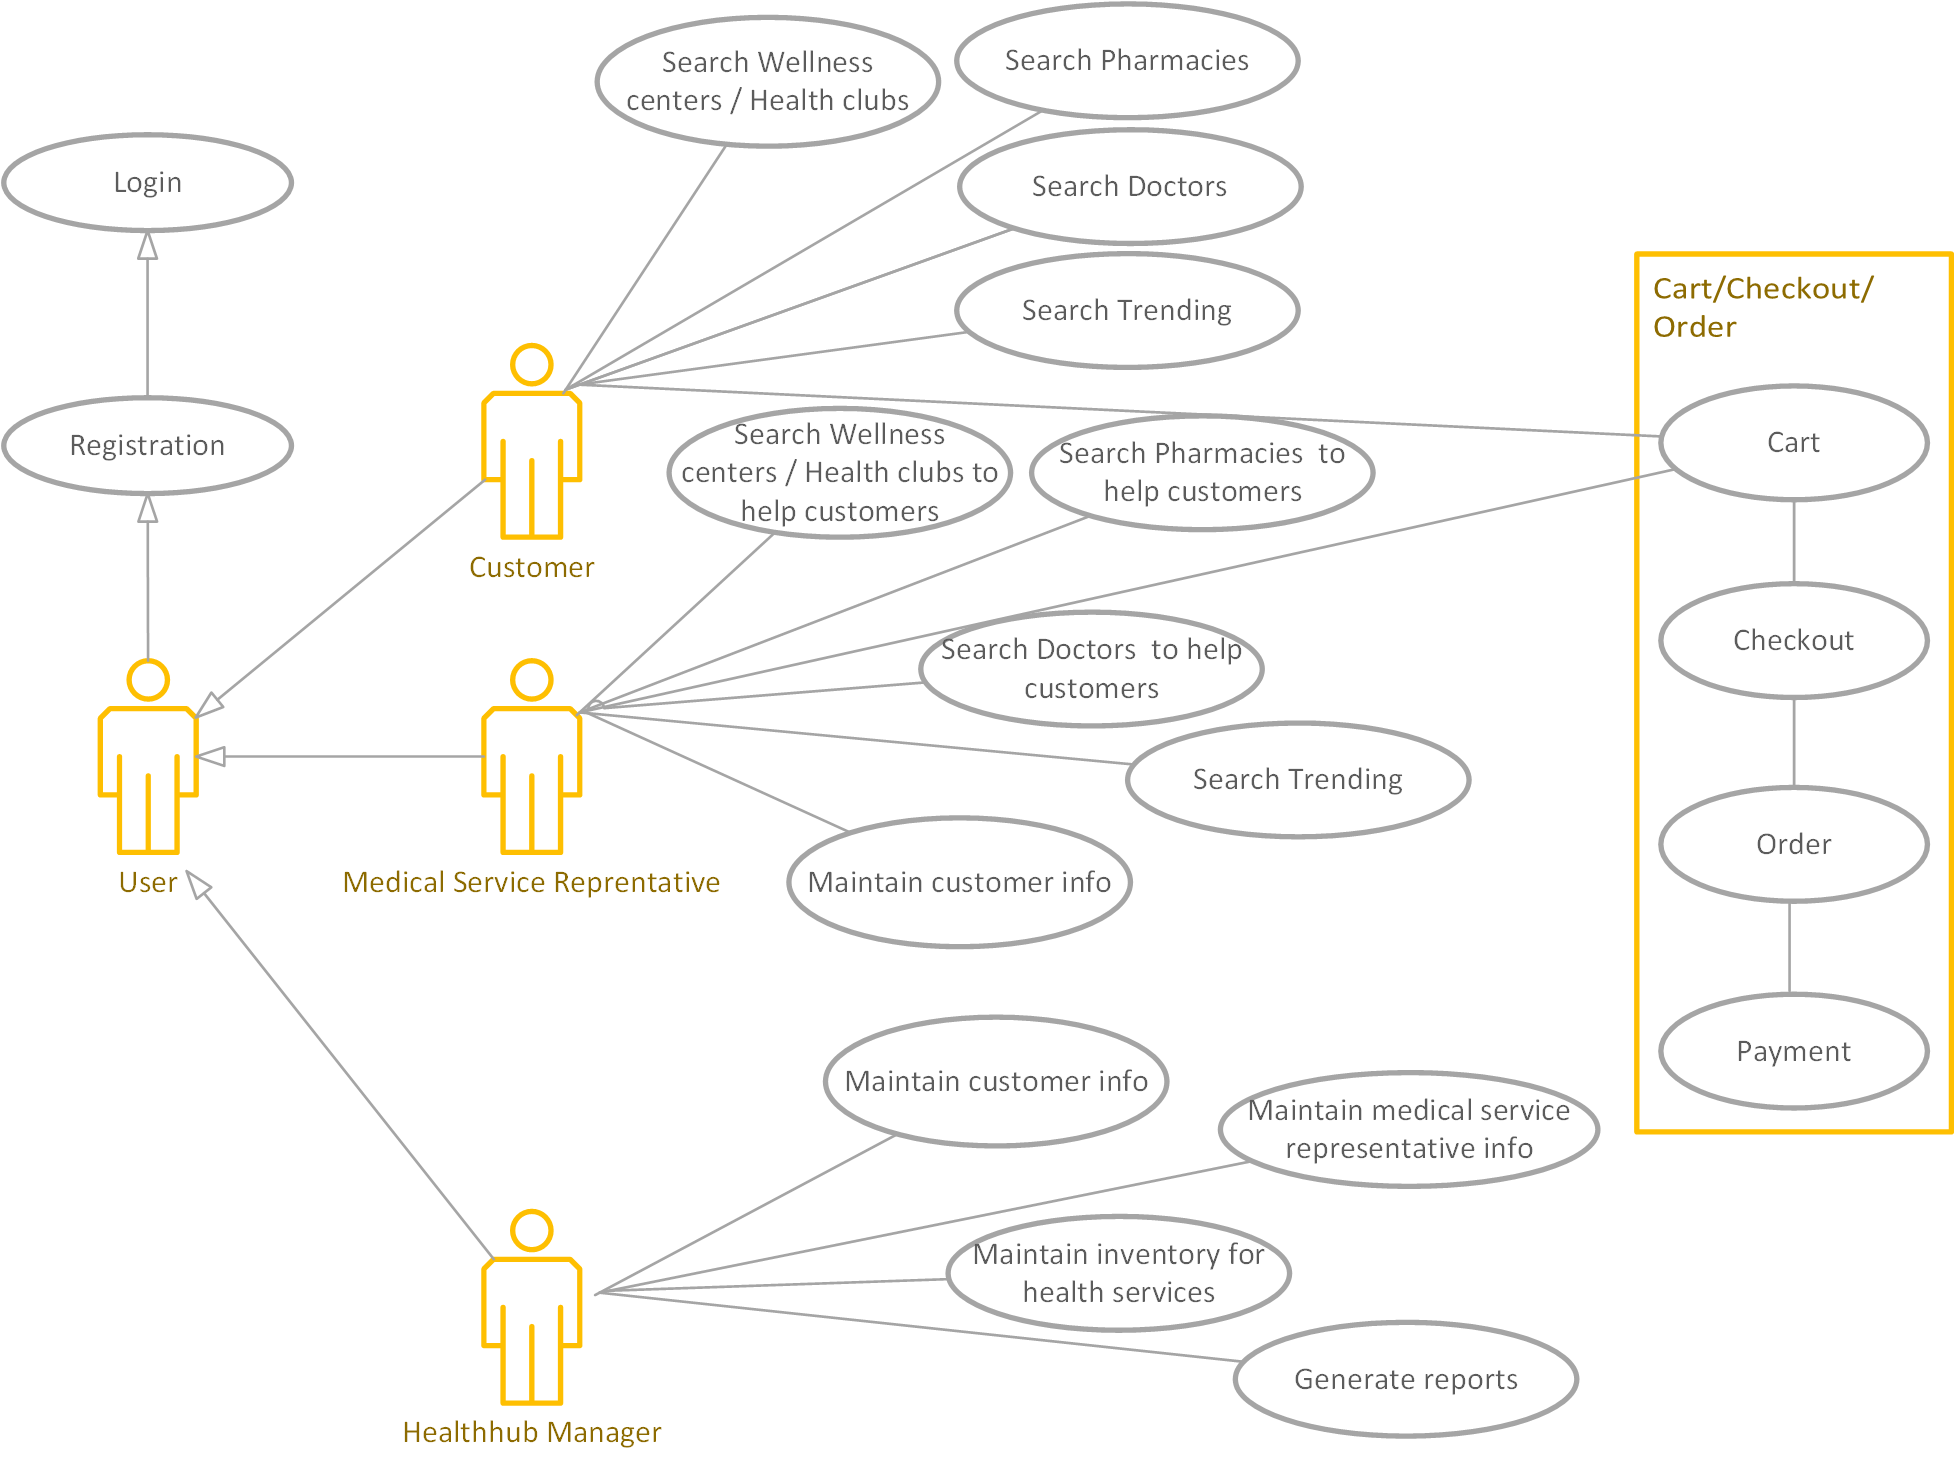 Search Wellness
centers / Health clubs
Search Pharmacies
Login
Search Doctors
Search Trending
Cart/Checkout/
Order
Registration
Customer
Search Wellness
centers / Health clubs to
help customers
Search Pharmacies  to
help customers
Cart
Search Doctors  to help
customers
Checkout
Search Trending
User
Medical Service Reprentative
Maintain customer info
Order
Payment
Maintain customer info
Maintain medical service
representative info
Maintain inventory for
health services
Generate reports
Healthhub Manager